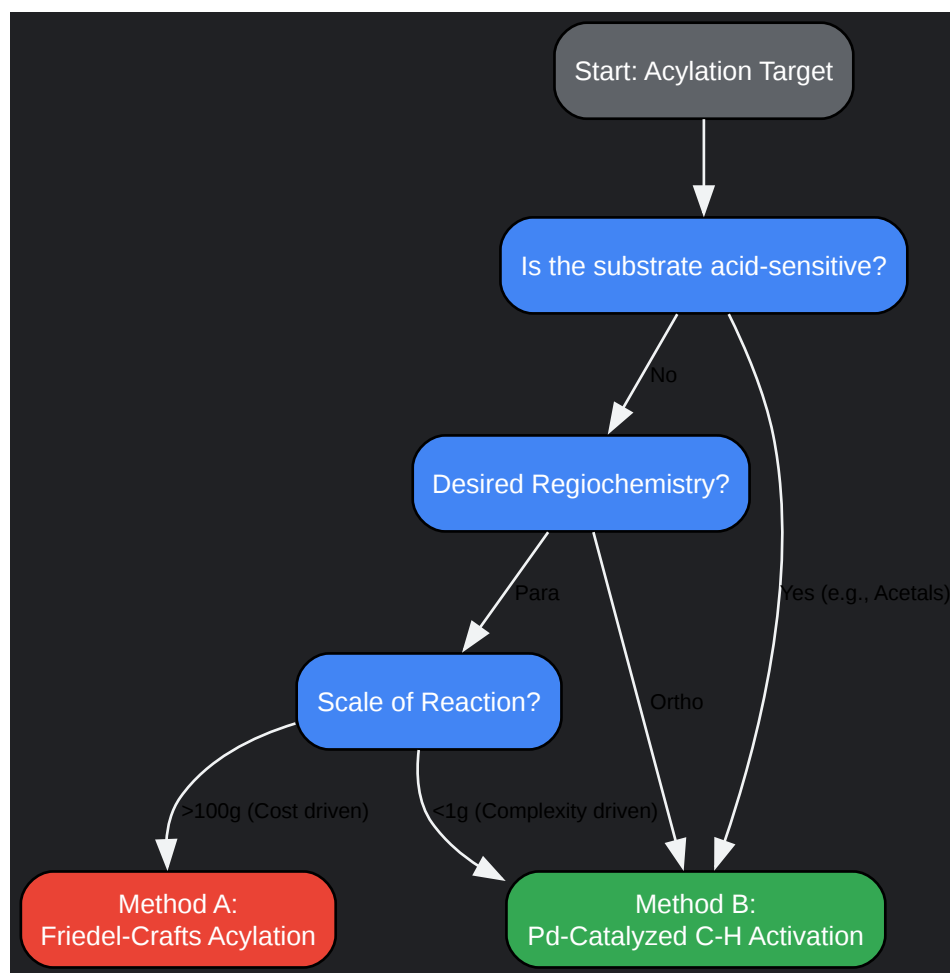 Start: Acylation Target
Is the substrate acid-sensitive?
No
Desired Regiochemistry?
Para
Yes (e.g., Acetals)
Scale of Reaction?
Ortho
>100g (Cost driven)
<1g (Complexity driven)
Method A:
Friedel-Crafts Acylation
Method B:
Pd-Catalyzed C-H Activation